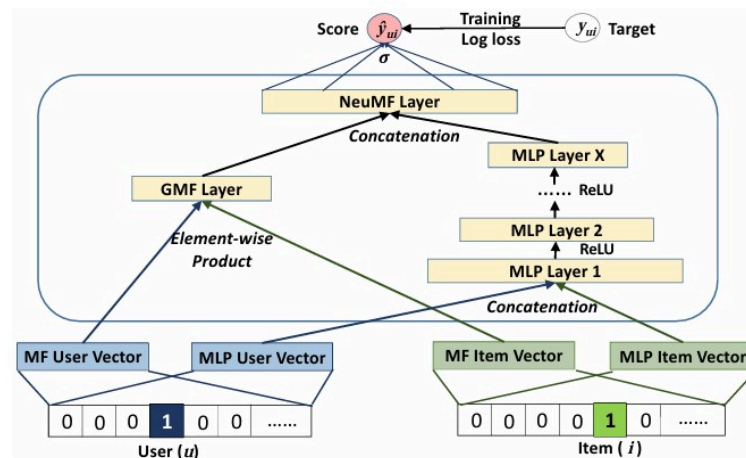 Score ŷui Training yui Target
Log loss
σ
NeuMF Layer
Concatenation
MLP Layer X
GMF Layer
...... ReLU
Element-wise
Product
MLP Layer 2
ReLU
MLP Layer 1
Concatenation
MF User Vector MLP User Vector MF Item Vector MLP Item Vector
0 0 0 1 0 0 ...... 0 0 0 0 1 0 ......
User (u) Item ( i )